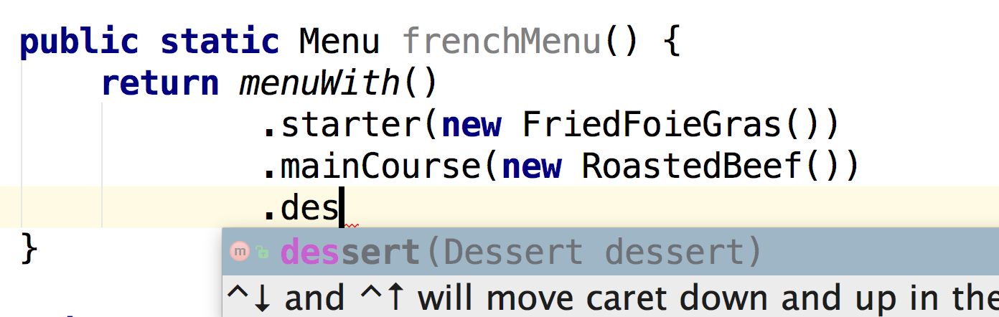 public static Menu frenchMenu() {
return menuWith()
.starter(new FriedFoieGras())
.mainCourse(new RoastedBeef())
.des
}
m dessert(Dessert dessert)
^↓ and ^↑ will move caret down and up in the